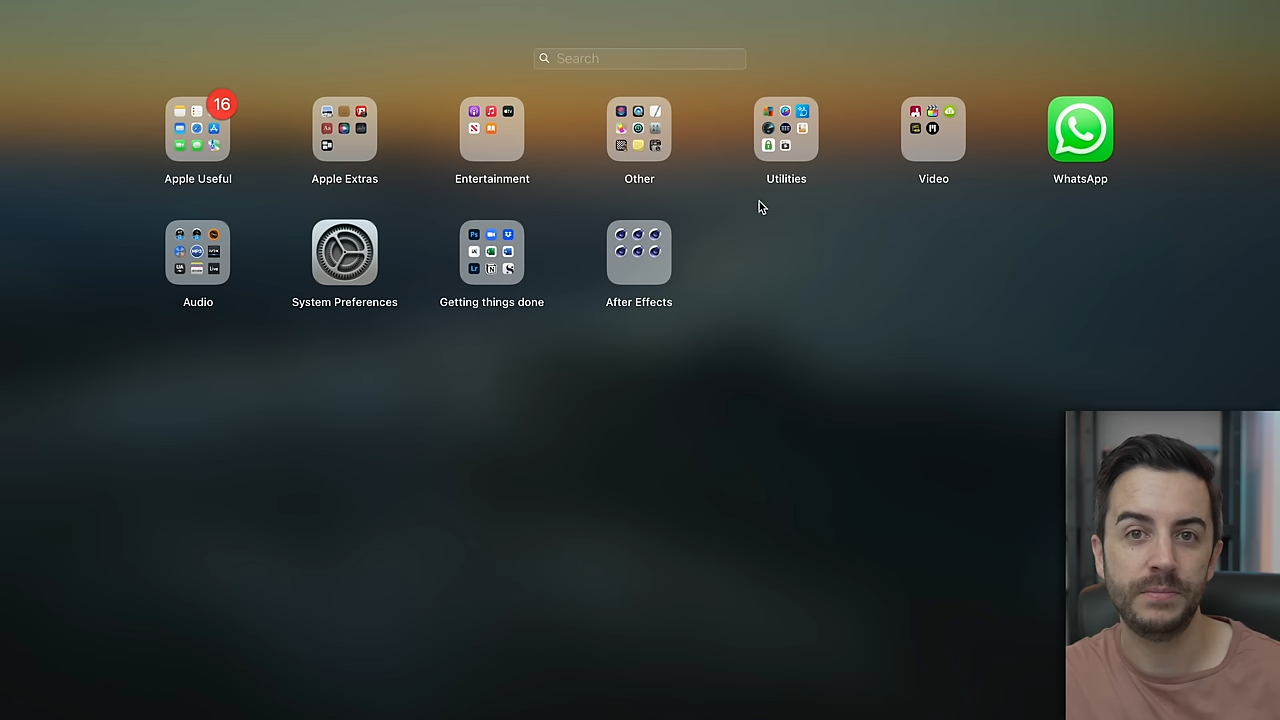 Search
16
Apple Useful
Apple Extras
Entertainment
Other
Utilities
Video
WhatsApp
Audio
System Preferences
Getting things done
After Effects